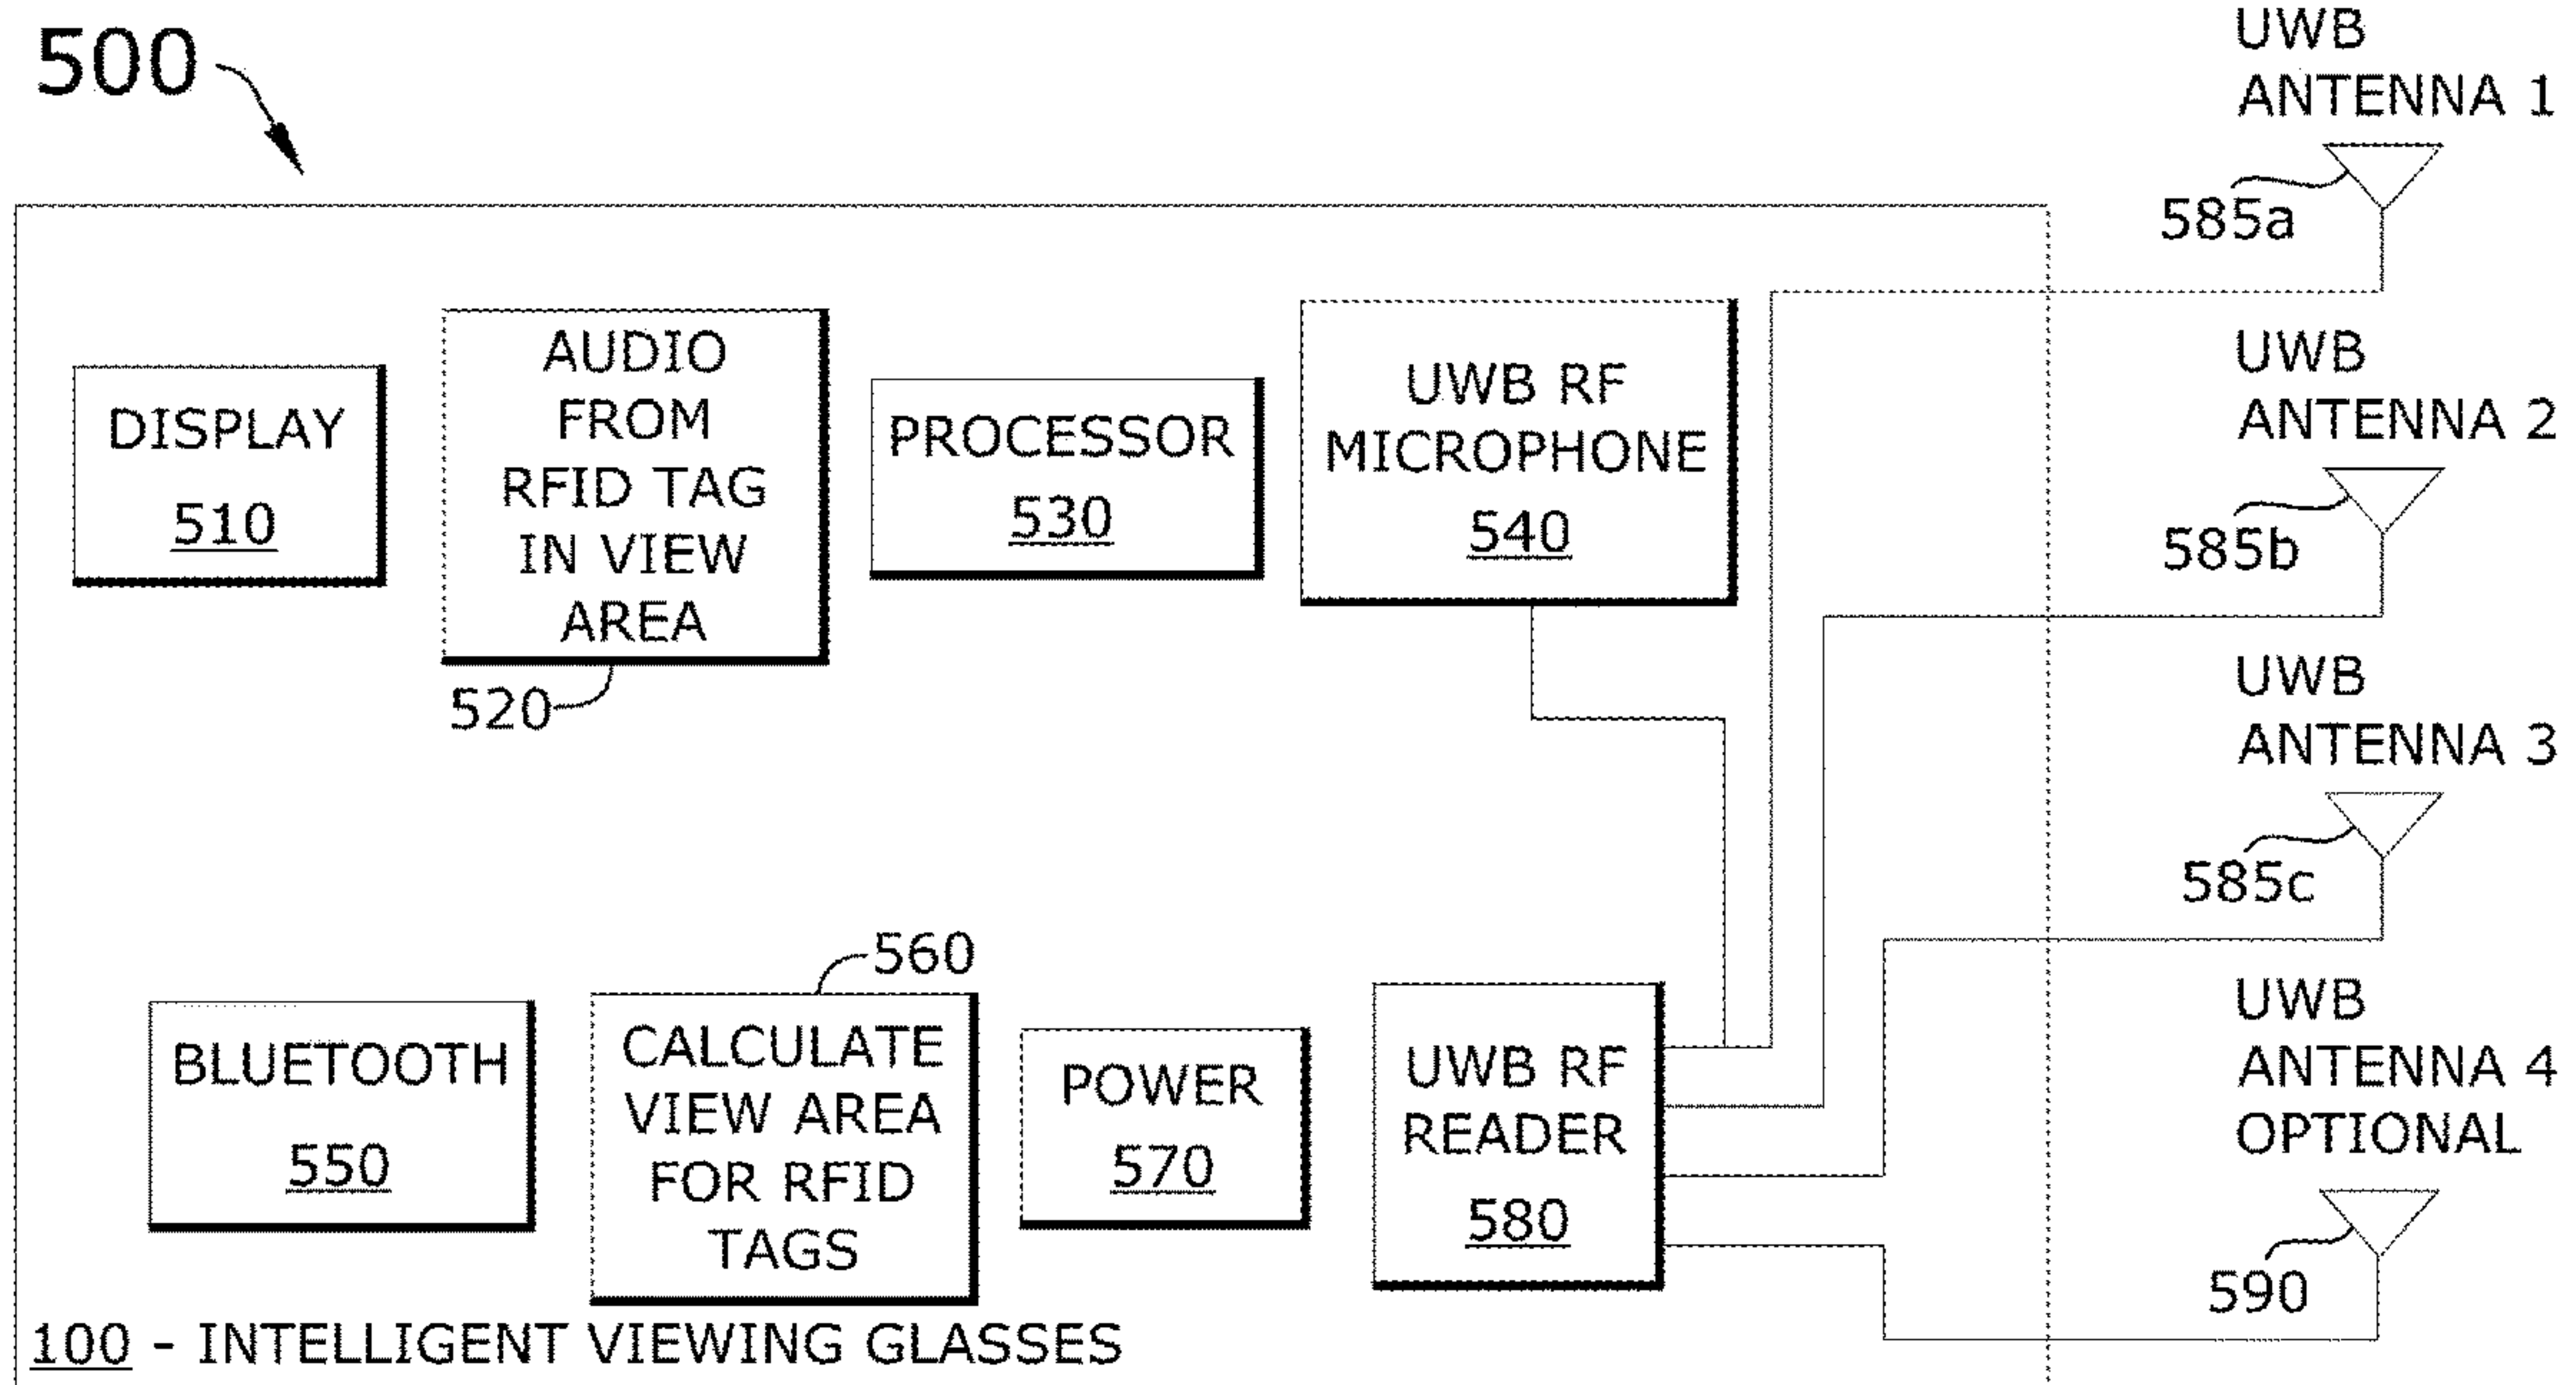 500
UWB
ANTENNA 1
585a
DISPLAY
510
AUDIO
FROM
RFID TAG
IN VIEW
AREA
520
PROCESSOR
530
UWB RF
MICROPHONE
540
UWB
ANTENNA 2
585b
UWB
ANTENNA 3
585c
BLUETOOTH
550
560
CALCULATE
VIEW AREA
FOR RFID
TAGS
POWER
570
UWB RF
READER
580
UWB
ANTENNA 4
OPTIONAL
590
100 - INTELLIGENT VIEWING GLASSES